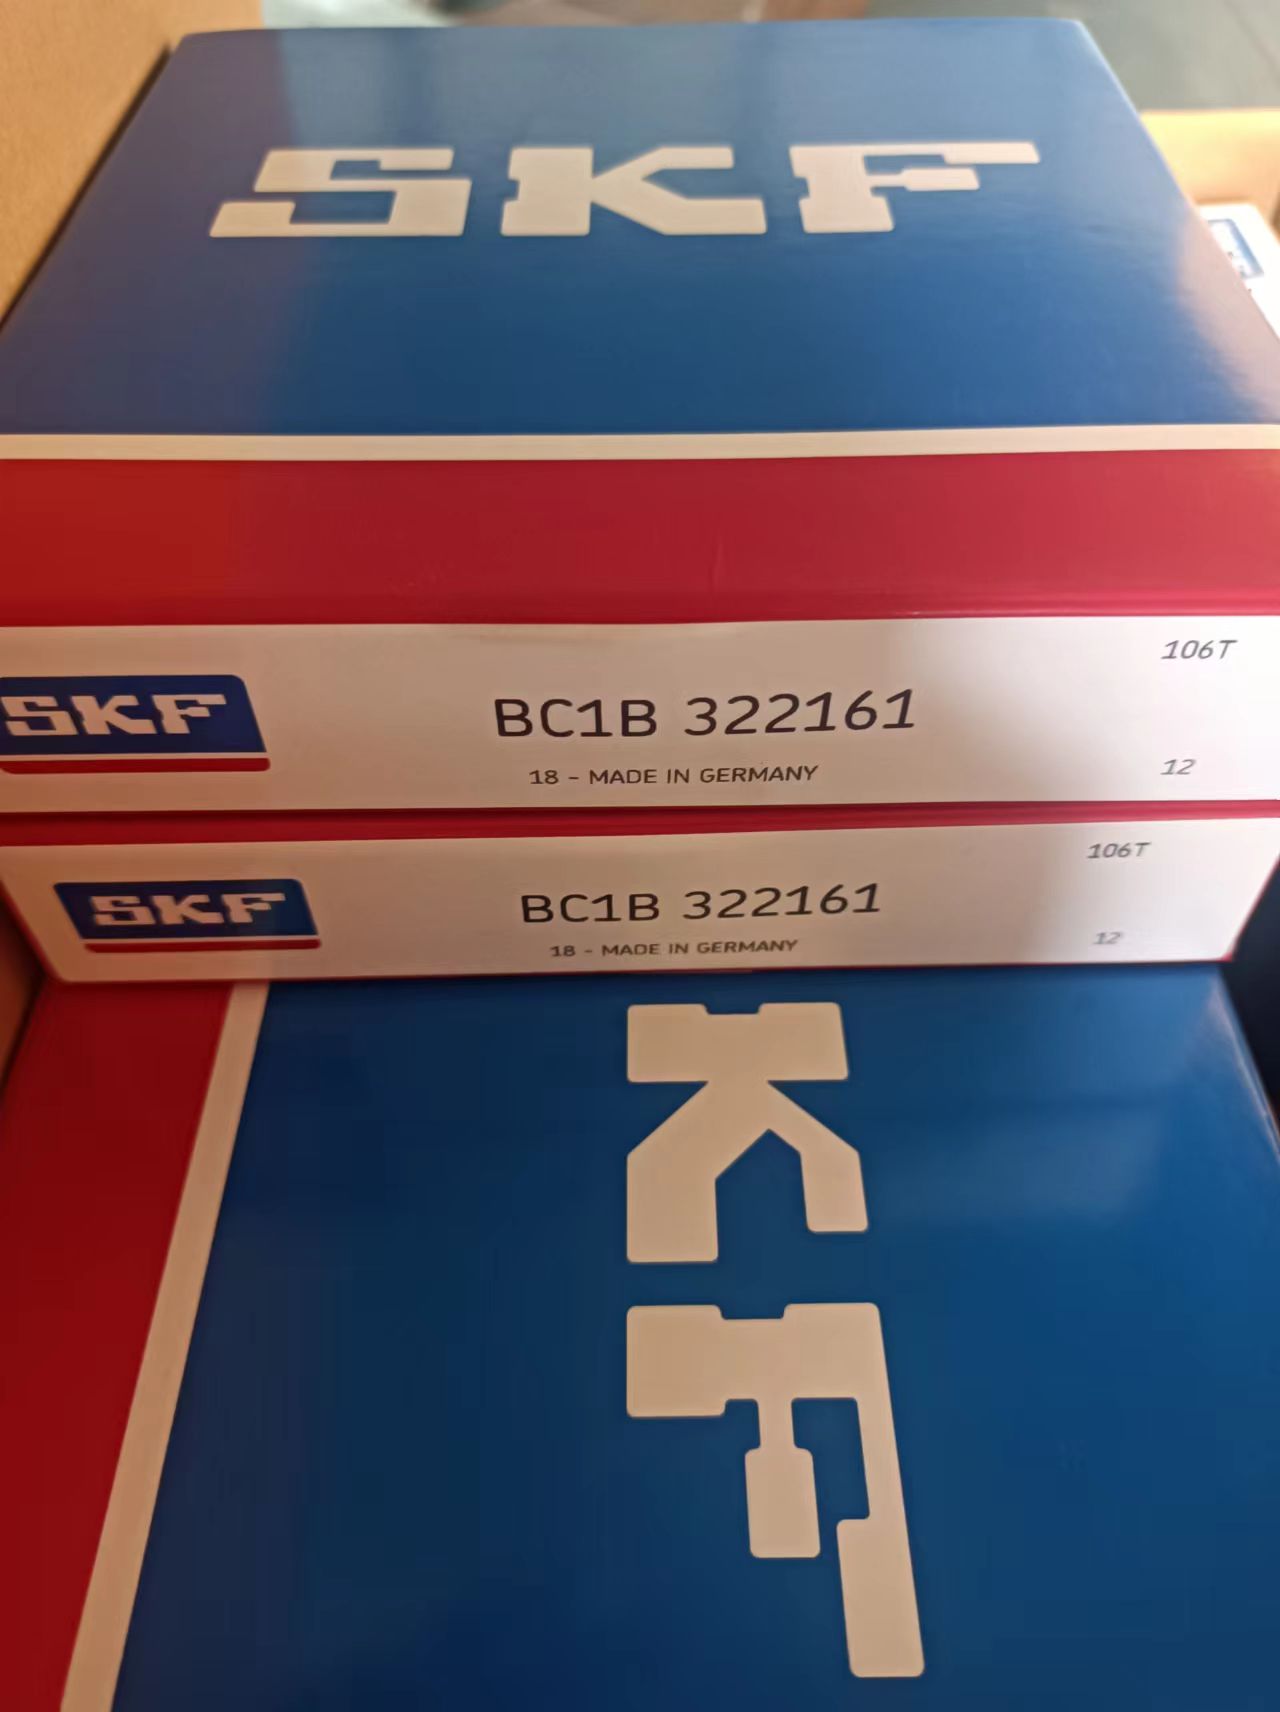 SKF
106T
SKF
BC1B 322161
18 - MADE IN GERMANY
12
106T
SKF
BC1B 322161
18 - MADE IN GERMANY
12
KF